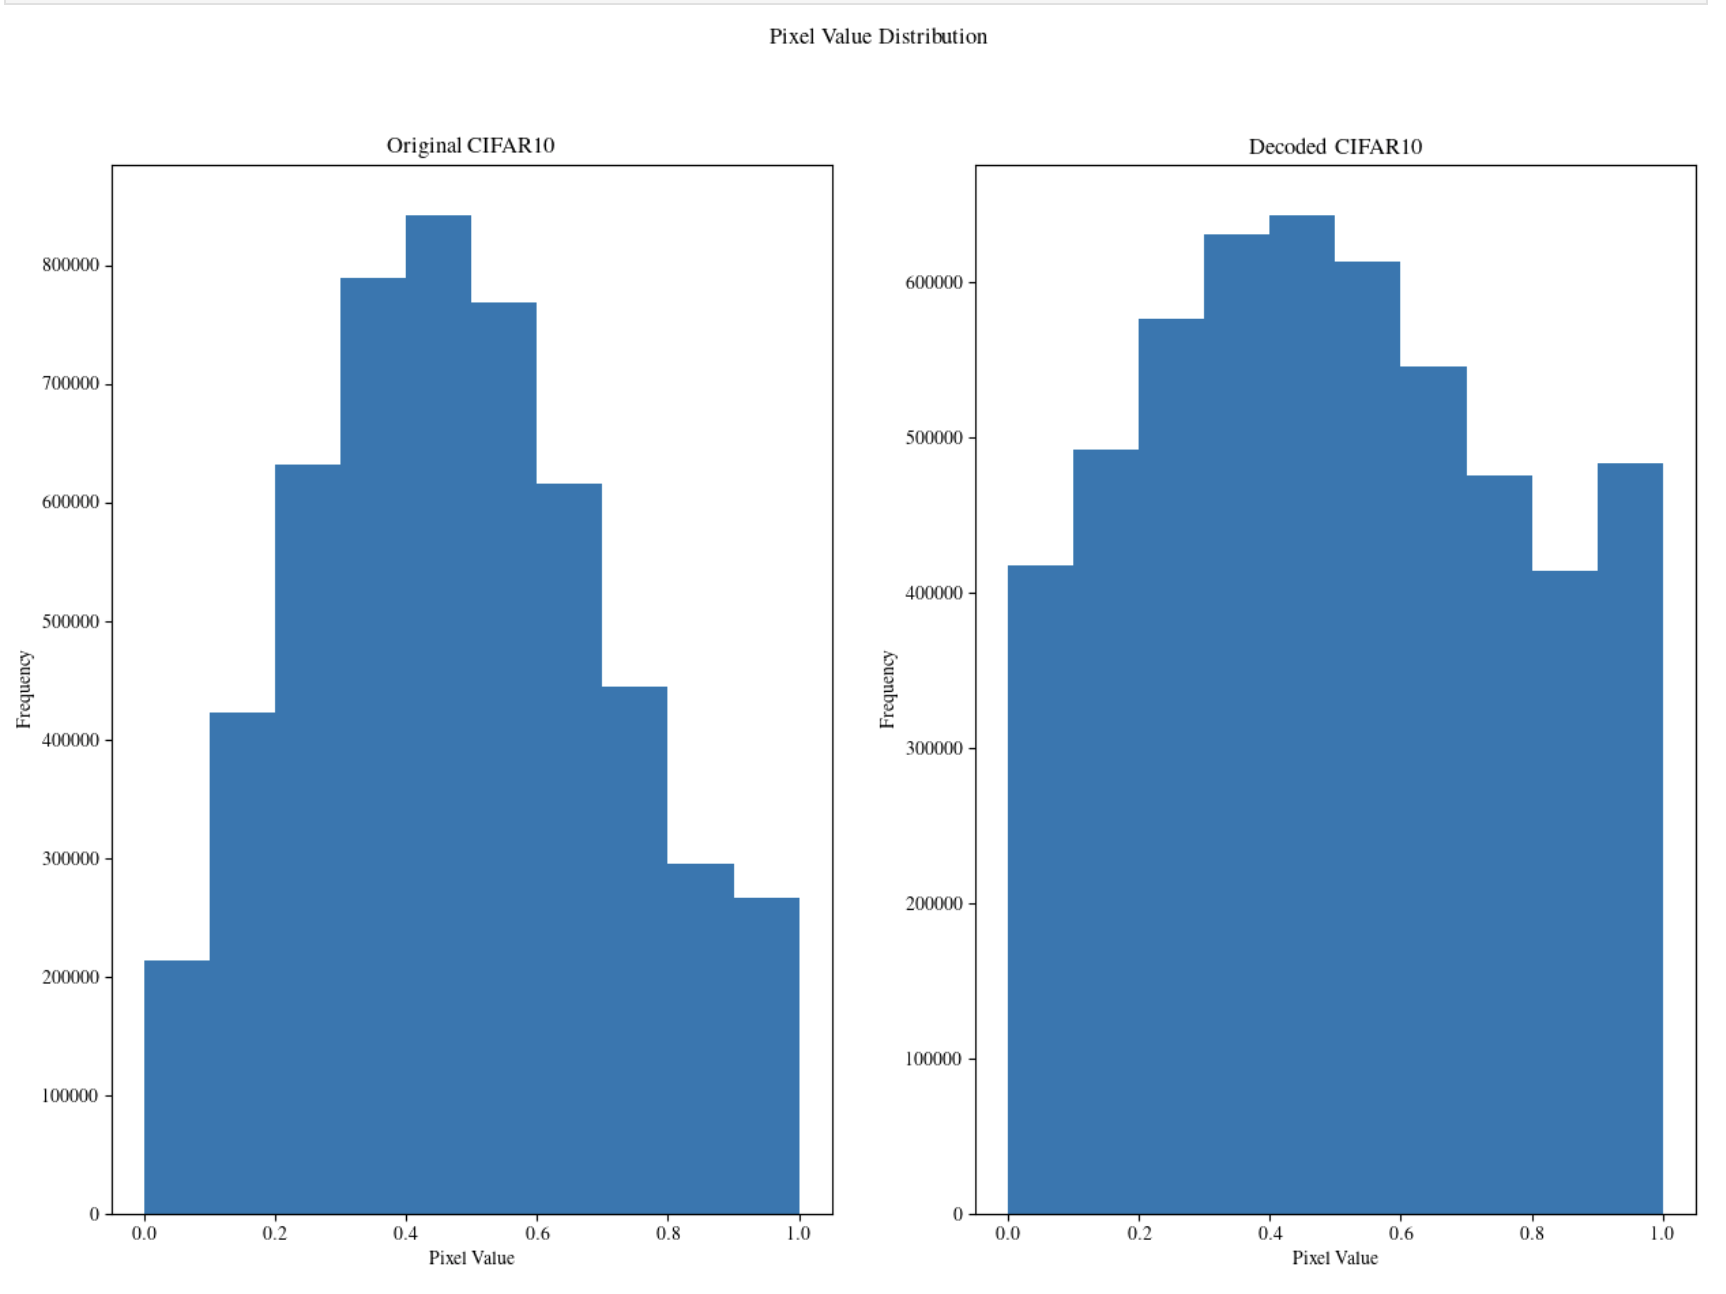 Pixel Value Distribution
Original CIFAR10
800000
700000
600000
500000
400000
300000
200000
100000
0
Frequency
0.0 0.2 0.4 0.6 0.8 1.0
Pixel Value
Decoded CIFAR10
600000
500000
400000
300000
200000
100000
0
Frequency
0.0 0.2 0.4 0.6 0.8 1.0
Pixel Value